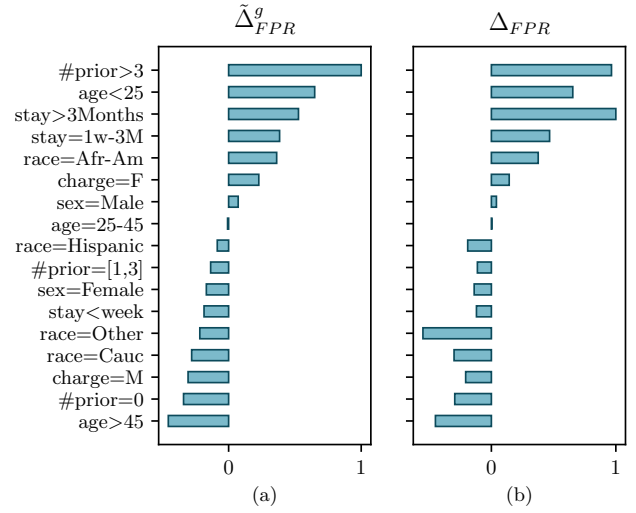 Δ̃^g_FPR Δ_FPR
#prior>3
age<25
stay>3Months
stay=1w-3M
race=Afr-Am
charge=F
sex=Male
age=25-45
race=Hispanic
#prior=[1,3]
sex=Female
stay<week
race=Other
race=Cauc
charge=M
#prior=0
age>45
0 1 0 1
(a) (b)